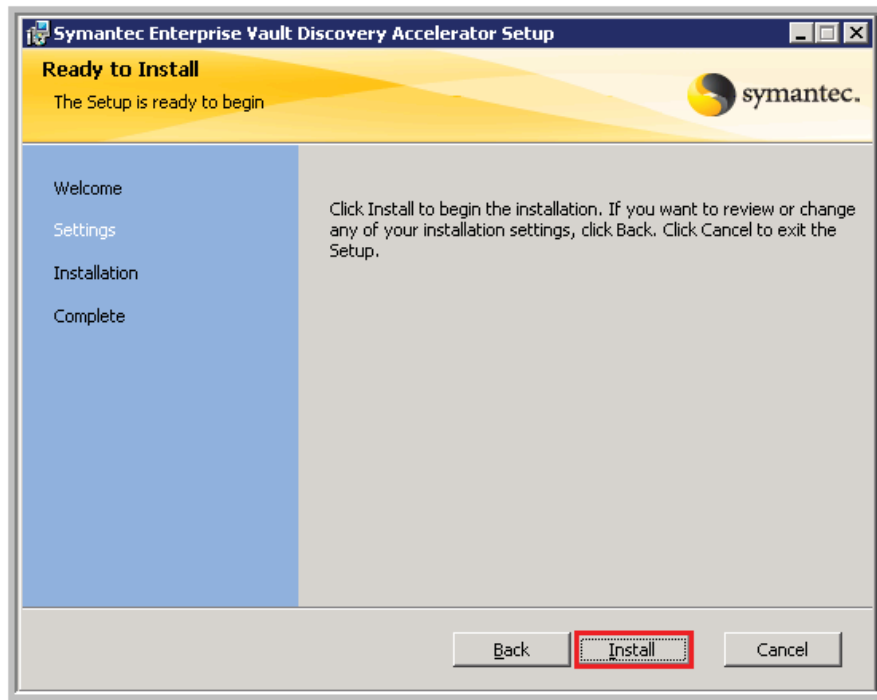 Symantec Enterprise Vault Discovery Accelerator Setup
Ready to Install
The Setup is ready to begin
symantec.
Welcome
Settings
Installation
Complete
Click Install to begin the installation. If you want to review or change
any of your installation settings, click Back. Click Cancel to exit the
Setup.
Back
Install
Cancel